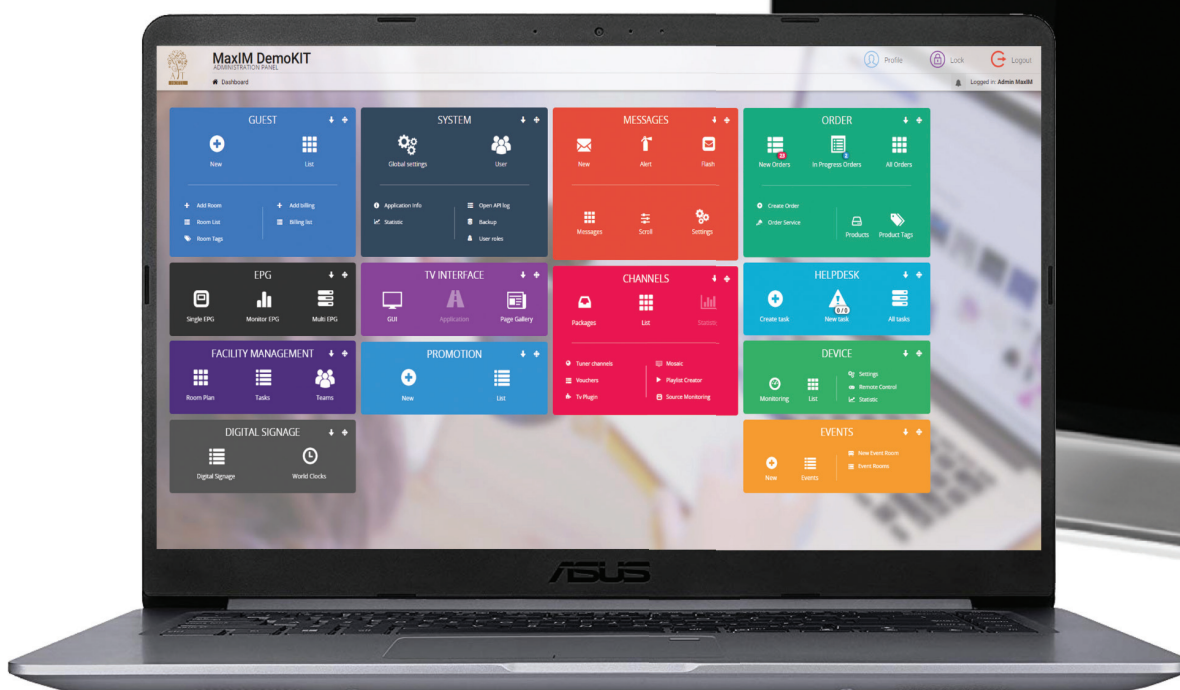 MaxIM DemoKIT
ADMINISTRATION PANEL
Profile
Lock
Logout
Dashboard
Logged in: Admin MaxIM
GUEST
New
List
Add Room
Add billing
Room List
Billing list
Room Tags
SYSTEM
Global settings
User
Application Info
Open API log
Statistic
Backup
User roles
MESSAGES
New
Alert
Flash
Messages
Scroll
Settings
ORDER
23
New Orders
In Progress Orders
All Orders
Create Order
Order Service
Products
Product Tags
EPG
Single EPG
Monitor EPG
Multi EPG
TV INTERFACE
GUI
Application
Page Gallery
CHANNELS
Packages
List
Statistic
Tuner channels
Mosaic
Vouchers
Playlist Creator
Tv Plugin
Source Monitoring
HELPDESK
0 / 0
Create task
New task
All tasks
FACILITY MANAGEMENT
Room Plan
Tasks
Teams
PROMOTION
New
List
DEVICE
Monitoring
List
Settings
Remote Control
Statistic
DIGITAL SIGNAGE
Digital Signage
World Clocks
EVENTS
New
Events
New Event Room
Event Rooms
ASUS